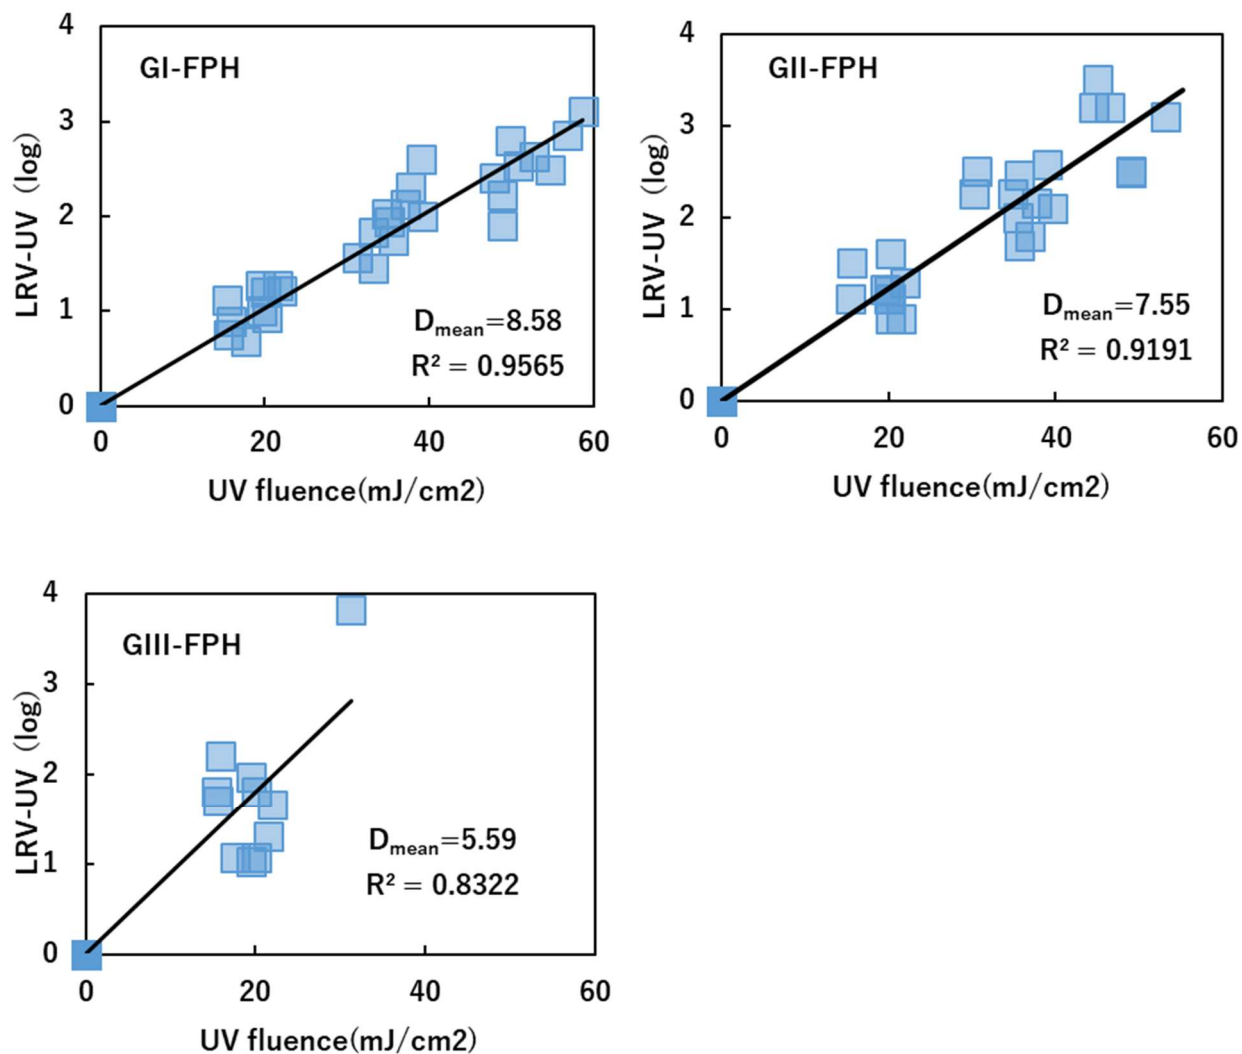 GI-FPH
LRV-UV (log)
4
3
2
1
0
D_mean=8.58
R² = 0.9565
0 20 40 60
UV fluence(mJ/cm2)
GII-FPH
LRV-UV (log)
4
3
2
1
0
D_mean=7.55
R² = 0.9191
0 20 40 60
UV fluence(mJ/cm2)
GIII-FPH
LRV-UV (log)
4
3
2
1
0
D_mean=5.59
R² = 0.8322
0 20 40 60
UV fluence(mJ/cm2)